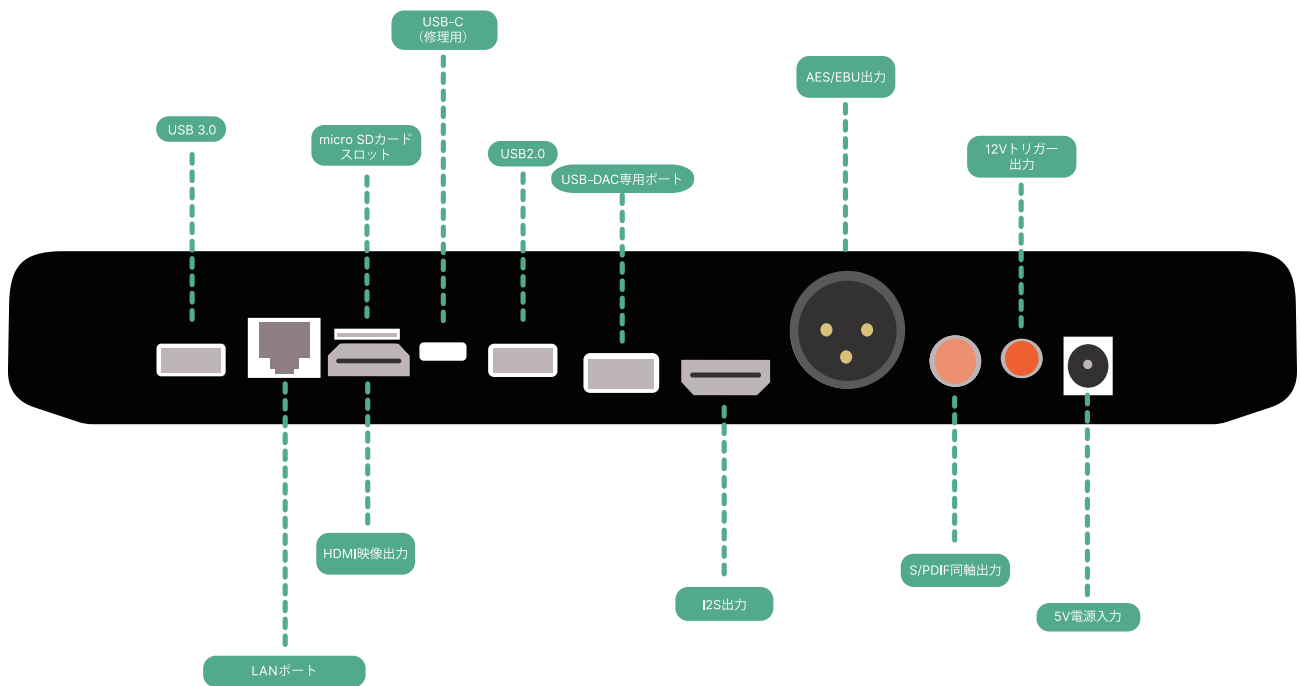 USB-C
（修理用）
AES/EBU出力
USB 3.0
micro SDカード
スロット
USB2.0
12Vトリガー
出力
USB-DAC専用ポート
HDMI映像出力
S/PDIF同軸出力
I2S出力
5V電源入力
LANポート